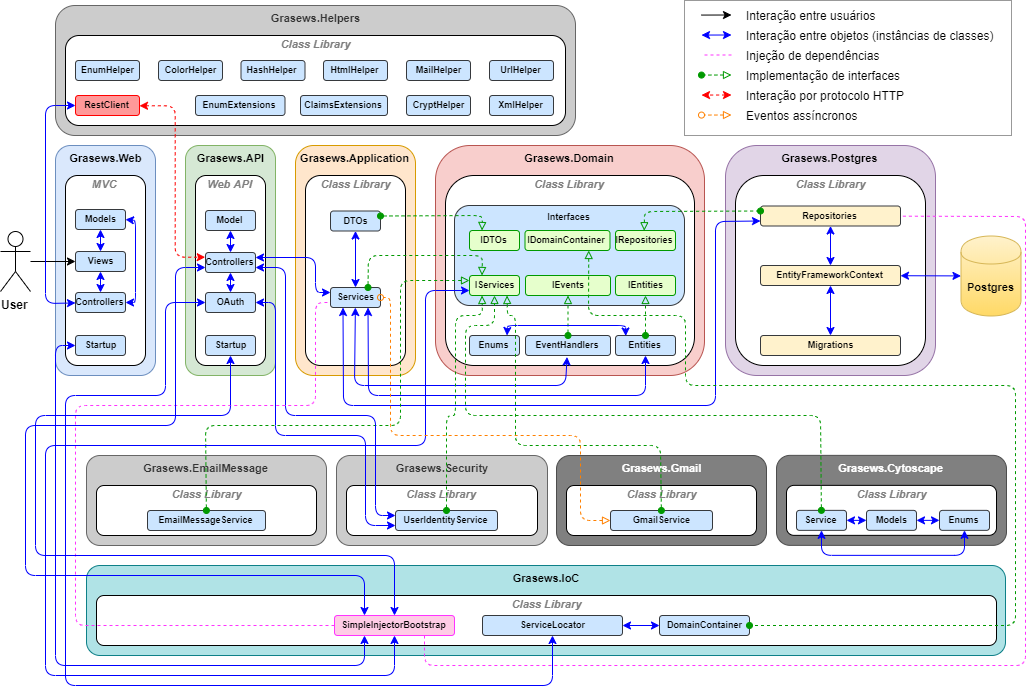 Grasews.Helpers
Class Library
EnumHelper
ColorHelper
HashHelper
HtmlHelper
MailHelper
UrlHelper
RestClient
EnumExtensions
ClaimsExtensions
CryptHelper
XmlHelper
Interação entre usuários
Interação entre objetos (instâncias de classes)
Injeção de dependências
Implementação de interfaces
Interação por protocolo HTTP
Eventos assíncronos
User
Grasews.Web
MVC
Models
Views
Controllers
Startup
Grasews.API
Web API
Model
Controllers
OAuth
Startup
Grasews.Application
Class Library
DTOs
Services
Grasews.Domain
Class Library
Interfaces
IDTOs
IDomainContainer
IRepositories
IServices
IEvents
IEntities
Enums
EventHandlers
Entities
Grasews.Postgres
Class Library
Repositories
EntityFrameworkContext
Migrations
Postgres
Grasews.EmailMessage
Class Library
EmailMessageService
Grasews.Security
Class Library
UserIdentityService
Grasews.Gmail
Class Library
GmailService
Grasews.Cytoscape
Class Library
Service
Models
Enums
Grasews.IoC
Class Library
SimpleInjectorBootstrap
ServiceLocator
DomainContainer